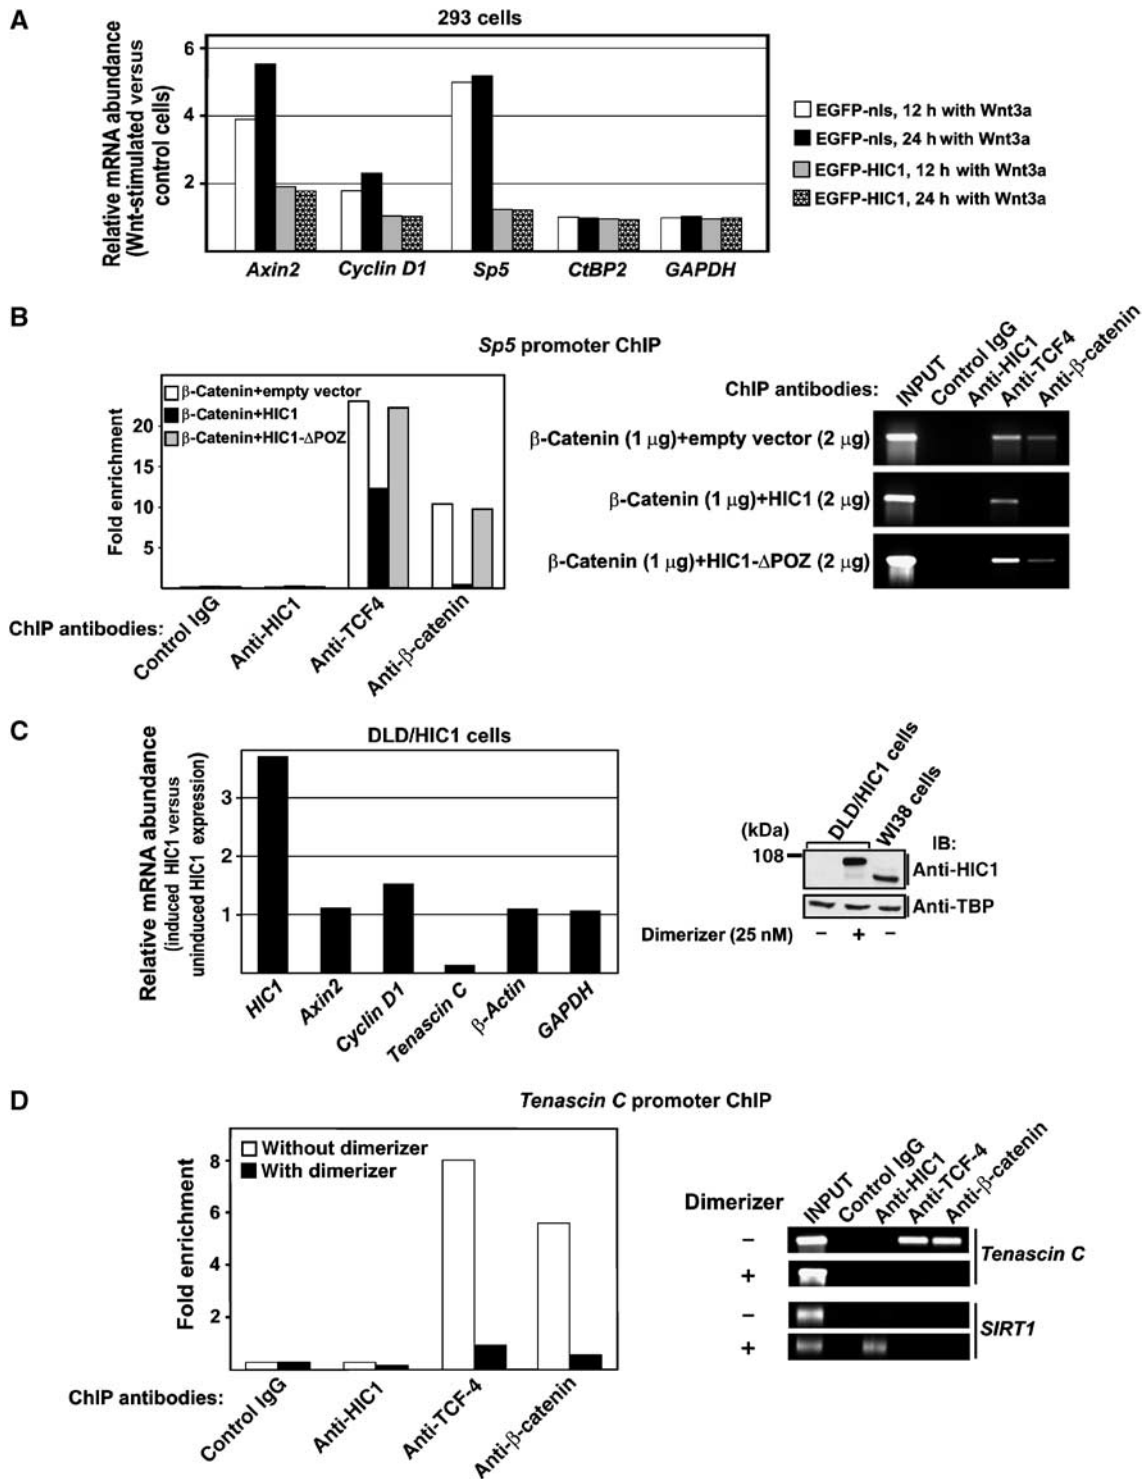 A
293 cells
Relative mRNA abundance
(Wnt-stimulated versus
control cells)
6
4
2
Axin2
Cyclin D1
Sp5
CtBP2
GAPDH
EGFP-nls, 12 h with Wnt3a
EGFP-nls, 24 h with Wnt3a
EGFP-HIC1, 12 h with Wnt3a
EGFP-HIC1, 24 h with Wnt3a
B
Sp5 promoter ChIP
Fold enrichment
20
15
10
5
β-Catenin+empty vector
β-Catenin+HIC1
β-Catenin+HIC1-ΔPOZ
ChIP antibodies:
Control IgG
Anti-HIC1
Anti-TCF4
Anti-β-catenin
ChIP antibodies:
INPUT
Control IgG
Anti-HIC1
Anti-TCF4
Anti-β-catenin
β-Catenin (1 μg)+empty vector (2 μg)
β-Catenin (1 μg)+HIC1 (2 μg)
β-Catenin (1 μg)+HIC1-ΔPOZ (2 μg)
C
DLD/HIC1 cells
Relative mRNA abundance
(induced HIC1 versus
uninduced HIC1 expression)
3
2
1
HIC1
Axin2
Cyclin D1
Tenascin C
β-Actin
GAPDH
DLD/HIC1 cells
WI38 cells
(kDa)
108
IB:
Anti-HIC1
Anti-TBP
Dimerizer (25 nM)
– + –
D
Tenascin C promoter ChIP
Fold enrichment
8
6
4
2
Without dimerizer
With dimerizer
ChIP antibodies:
Control IgG
Anti-HIC1
Anti-TCF-4
Anti-β-catenin
Dimerizer
INPUT
Control IgG
Anti-HIC1
Anti-TCF-4
Anti-β-catenin
–
+
Tenascin C
–
+
SIRT1